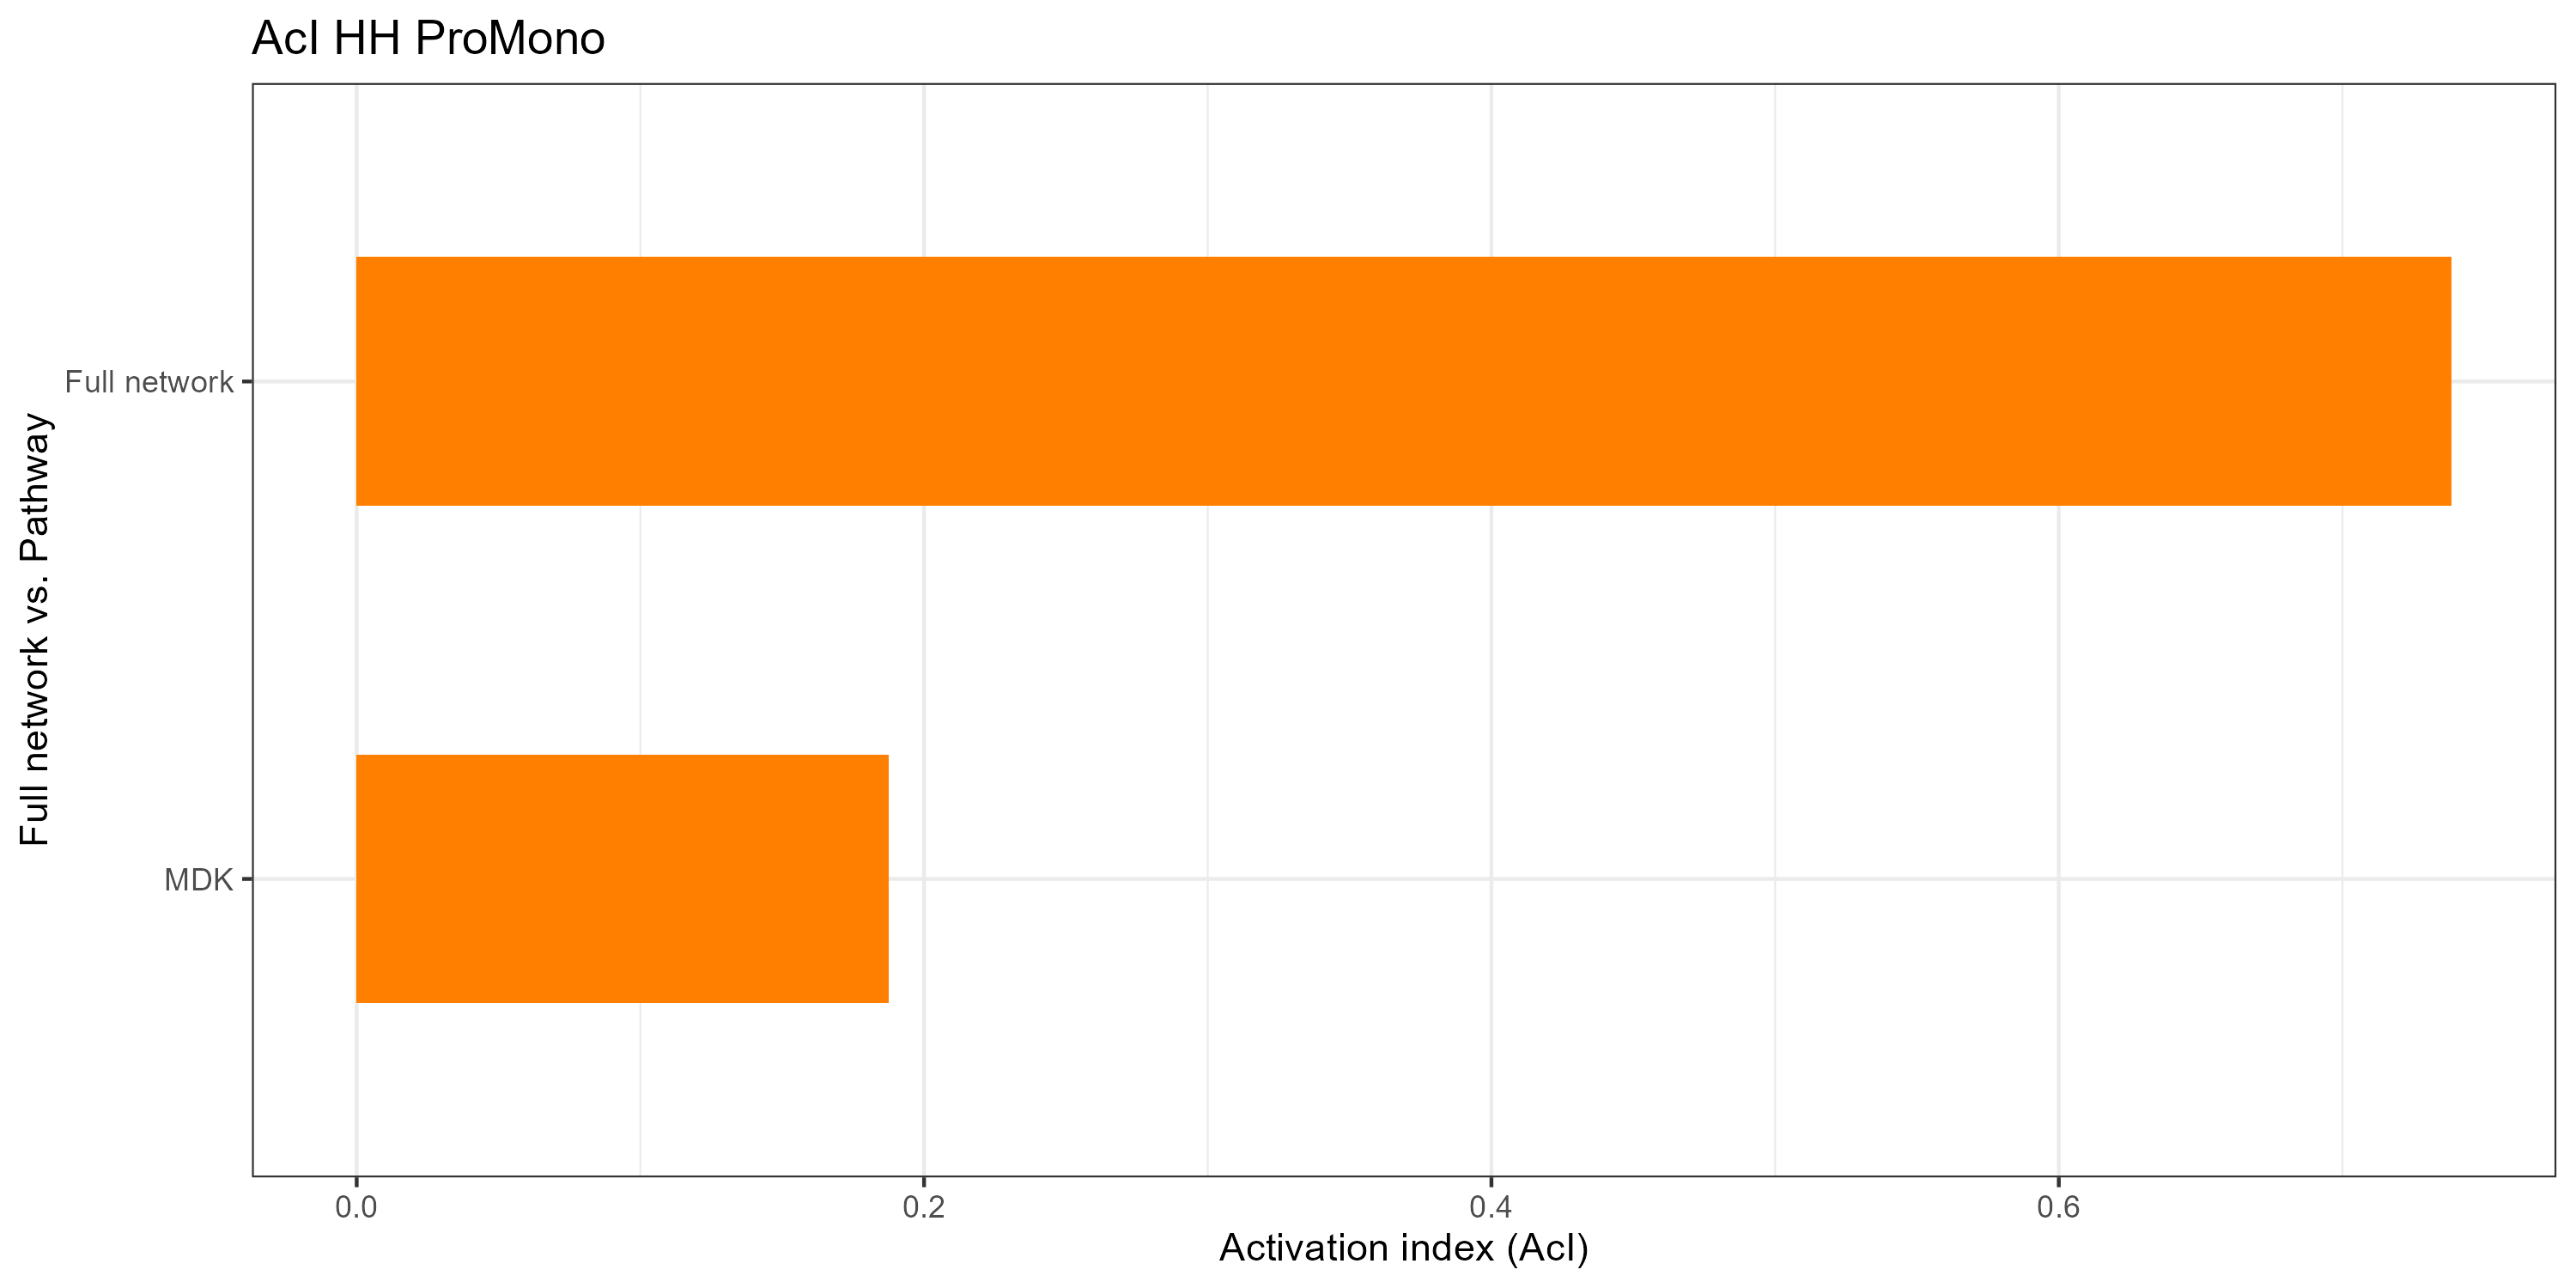 AcI HH ProMono
Full network vs. Pathway
Full network
MDK
0.0
0.2
0.4
0.6
Activation index (AcI)